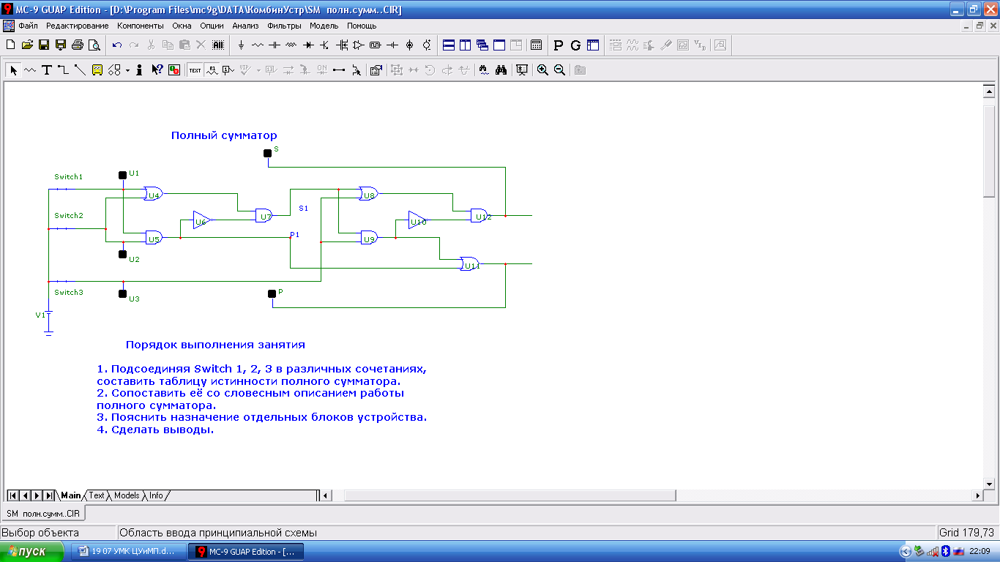 MC-9 GUAP Edition - [D:\Program Files\mc9g\DATA\КомбинУстр\SM полн.сумм..CIR]
Файл Редактирование Компоненты Окна Опции Анализ Фильтры Модель Помощь
Полный сумматор
S
U1
Switch1
U4
U8
S1
Switch2
U6
U7
U10
U12
P1
U5
U9
U2
U11
Switch3
U3
P
V1
Порядок выполнения занятия
1. Подсоединяя Switch 1, 2, 3 в различных сочетаниях,
составить таблицу истинности полного сумматора.
2. Сопоставить её со словесным описанием работы
полного сумматора.
3. Пояснить назначение отдельных блоков устройства.
4. Сделать выводы.
Main Text Models Info
SM полн.сумм..CIR
Выбор объекта Область ввода принципиальной схемы Grid 179,73
пуск 19 07 УМК ЦУиМП.d... MC-9 GUAP Edition - [... 22:09